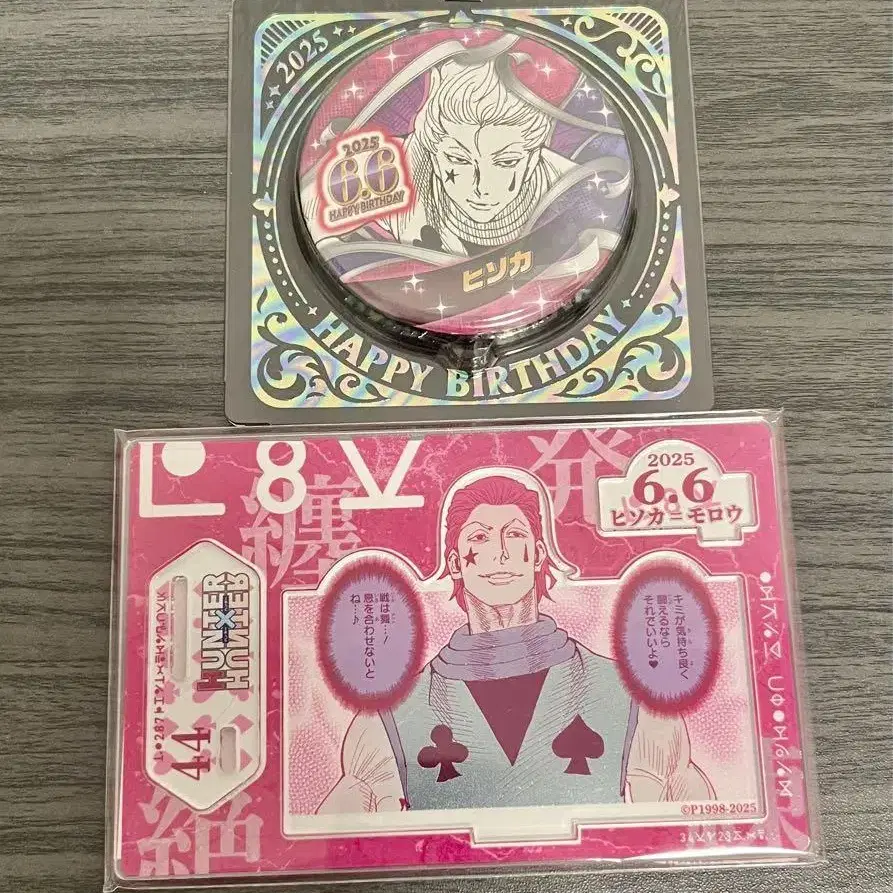 2025
2025
6.6
HAPPY BIRTHDAY
ヒソカ
HAPPY BIRTHDAY
纏
発
絶
2025
6.6
ヒソカ=モロウ
HUNTER
×
HUNTER
44
キミが気持ち良く
闘えるなら
それでいいよ♥
戦は舞…!
息を合わせないと
ね…♪
©P1998-2025